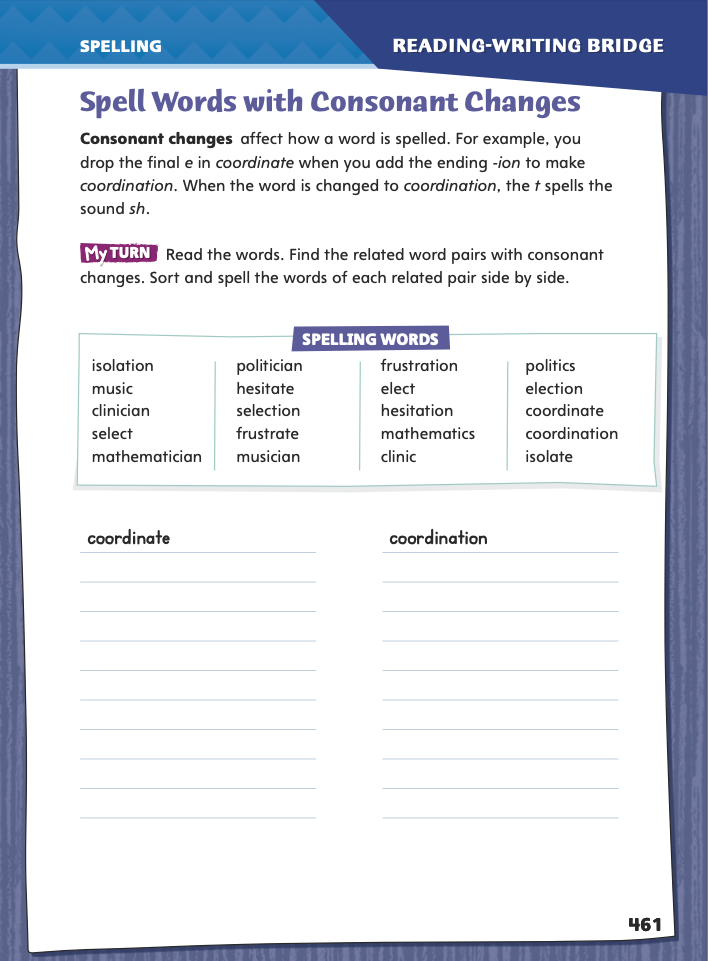 SPELLING
READING-WRITING BRIDGE
Spell Words with Consonant Changes
Consonant changes affect how a word is spelled. For example, you
drop the final e in coordinate when you add the ending -ion to make
coordination. When the word is changed to coordination, the t spells the
sound sh.
My TURN Read the words. Find the related word pairs with consonant
changes. Sort and spell the words of each related pair side by side.
SPELLING WORDS
isolation
music
clinician
select
mathematician
politician
hesitate
selection
frustrate
musician
frustration
elect
hesitation
mathematics
clinic
politics
election
coordinate
coordination
isolate
coordinate
coordination
461